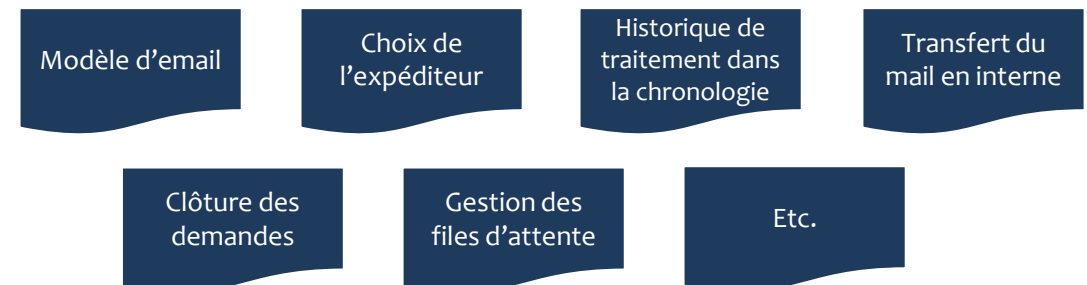 Modèle d'email
Choix de
l'expéditeur
Historique de
traitement dans
la chronologie
Transfert du
mail en interne
Clôture des
demandes
Gestion des
files d'attente
Etc.